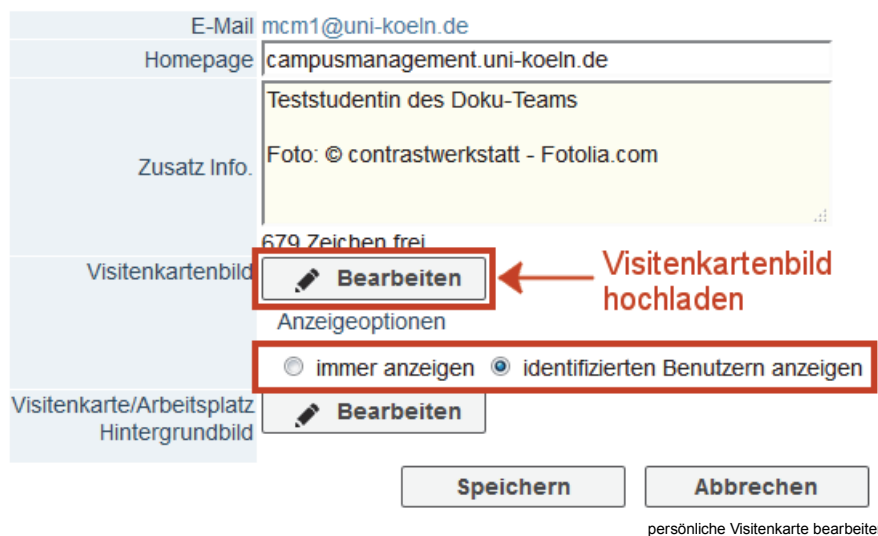 E-Mail mcm1@uni-koeln.de
Homepage campusmanagement.uni-koeln.de
Teststudentin des Doku-Teams
Zusatz Info. Foto: © contrastwerkstatt - Fotolia.com
679 Zeichen frei
Visitenkartenbild Bearbeiten Visitenkartenbild
hochladen
Anzeigeoptionen
immer anzeigen identifizierten Benutzern anzeigen
Visitenkarte/Arbeitsplatz Bearbeiten
Hintergrundbild
Speichern Abbrechen
persönliche Visitenkarte bearbeite